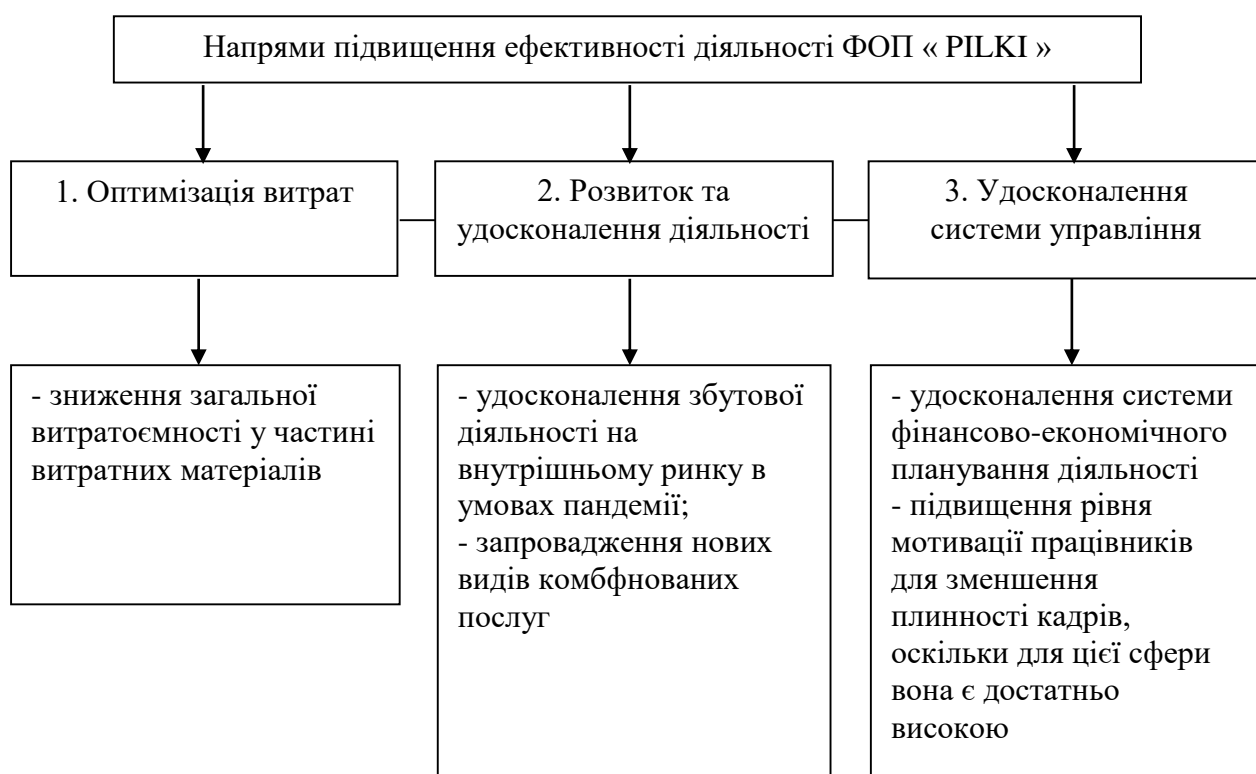 Напрями підвищення ефективності діяльності ФОП « PILKI »
1. Оптимізація витрат
2. Розвиток та
удосконалення діяльності
3. Удосконалення
системи управління
- зниження загальної
витратоємності у частині
витратних матеріалів
- удосконалення збутової
діяльності на
внутрішньому ринку в
умовах пандемії;
- запровадження нових
видів комбфнованих
послуг
- удосконалення системи
фінансово-економічного
планування діяльності
- підвищення рівня
мотивації працівників
для зменшення
плинності кадрів,
оскільки для цієї сфери
вона є достатньо
високою